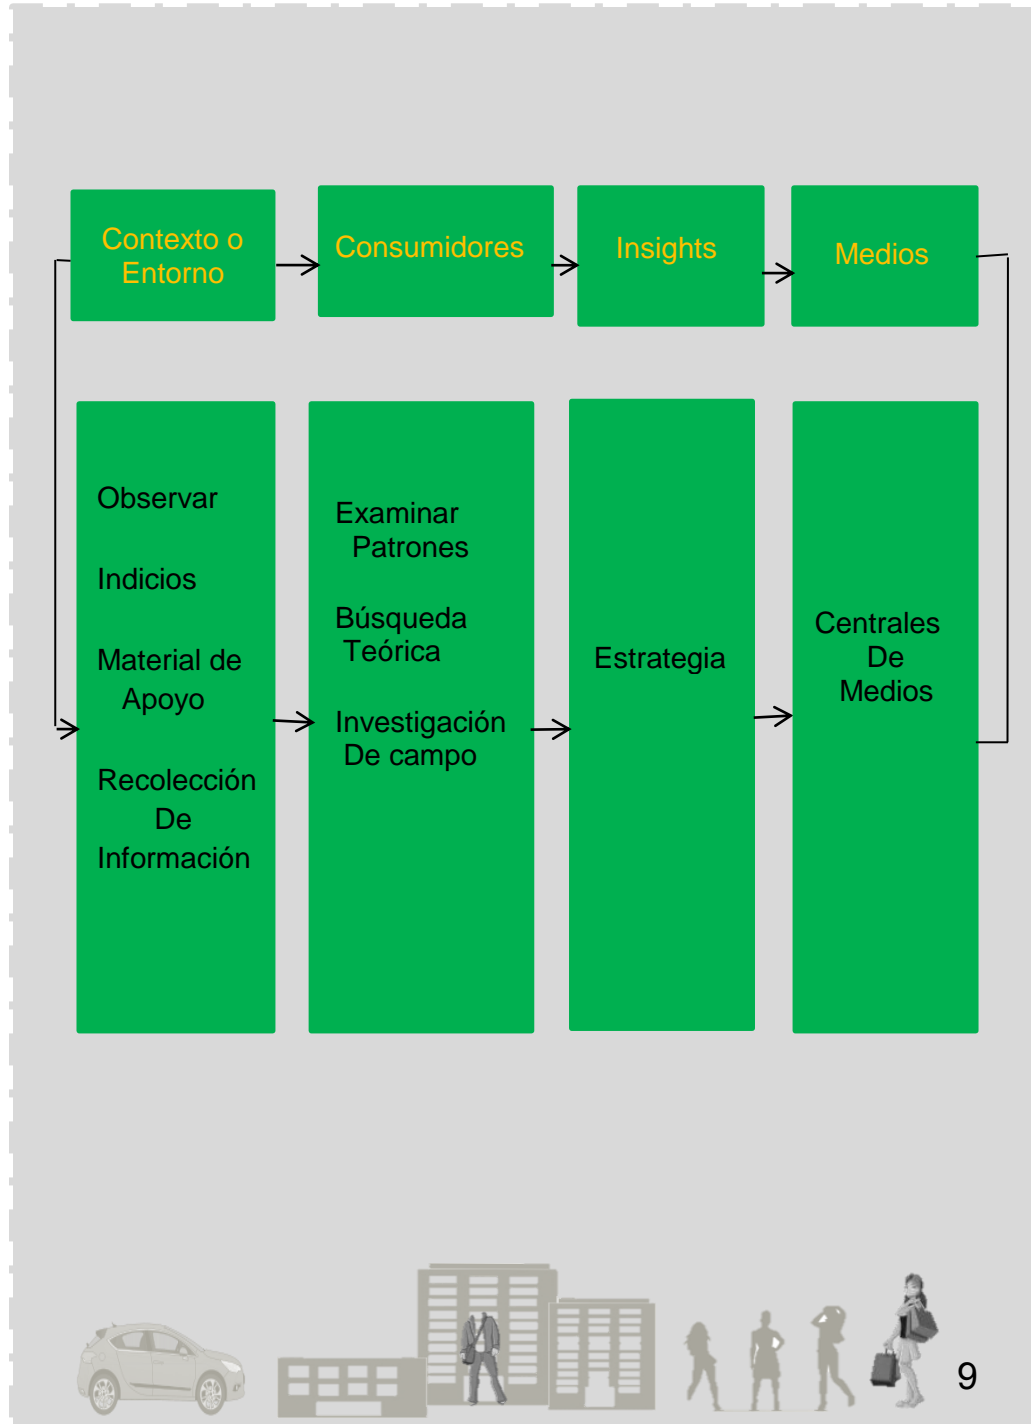 Contexto o
Entorno
Consumidores
Insights
Medios
Observar
Indicios
Material de
Apoyo
Recolección
De
Información
Examinar
Patrones
Búsqueda
Teórica
Investigación
De campo
Estrategia
Centrales
De
Medios
9